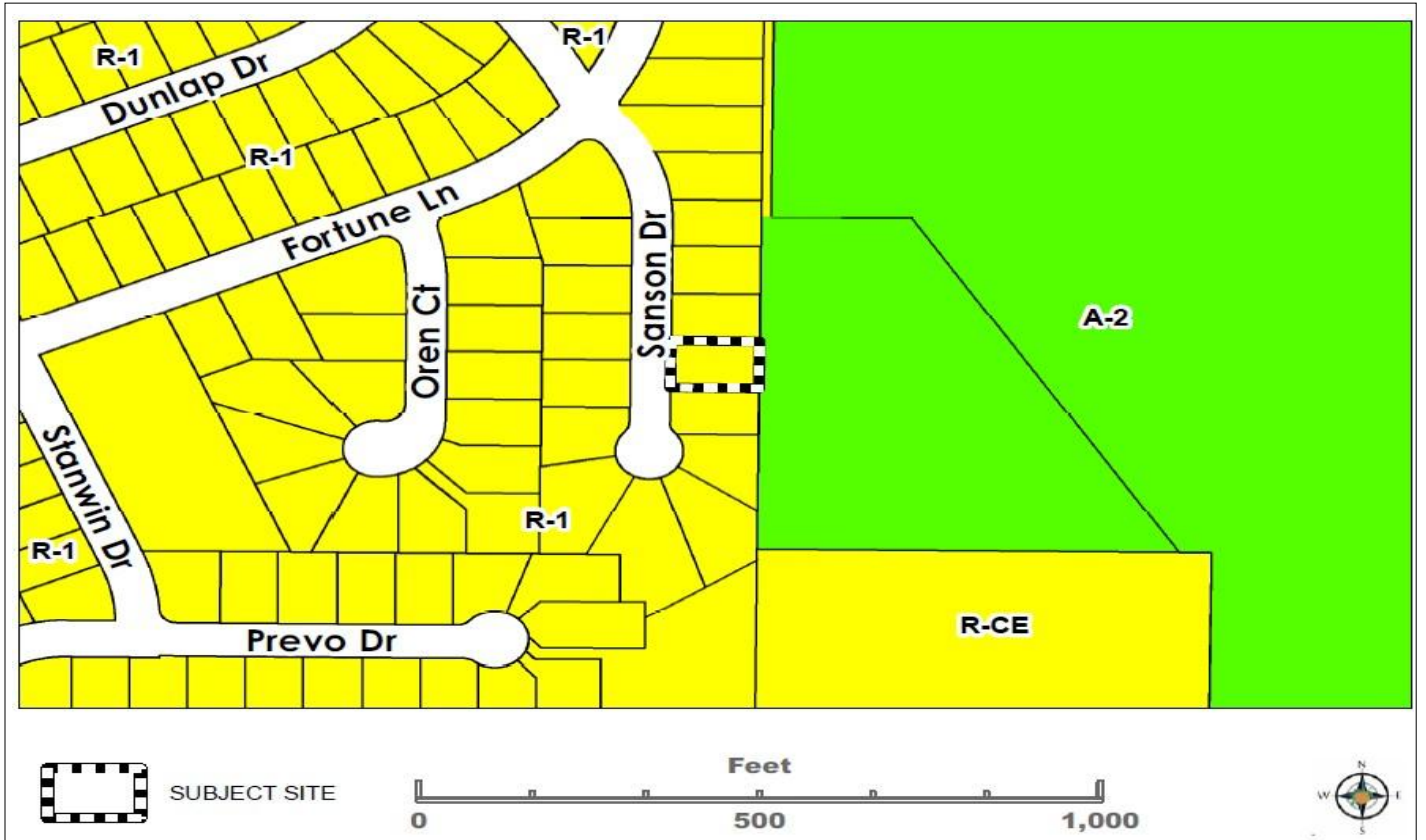 R-1
R-1
Dunlap Dr
R-1
Fortune Ln
Sanson Dr
Oren Ct
A-2
Stanwin Dr
R-1
R-1
Prevo Dr
R-CE
SUBJECT SITE
Feet
0 500 1,000
N
W E
S